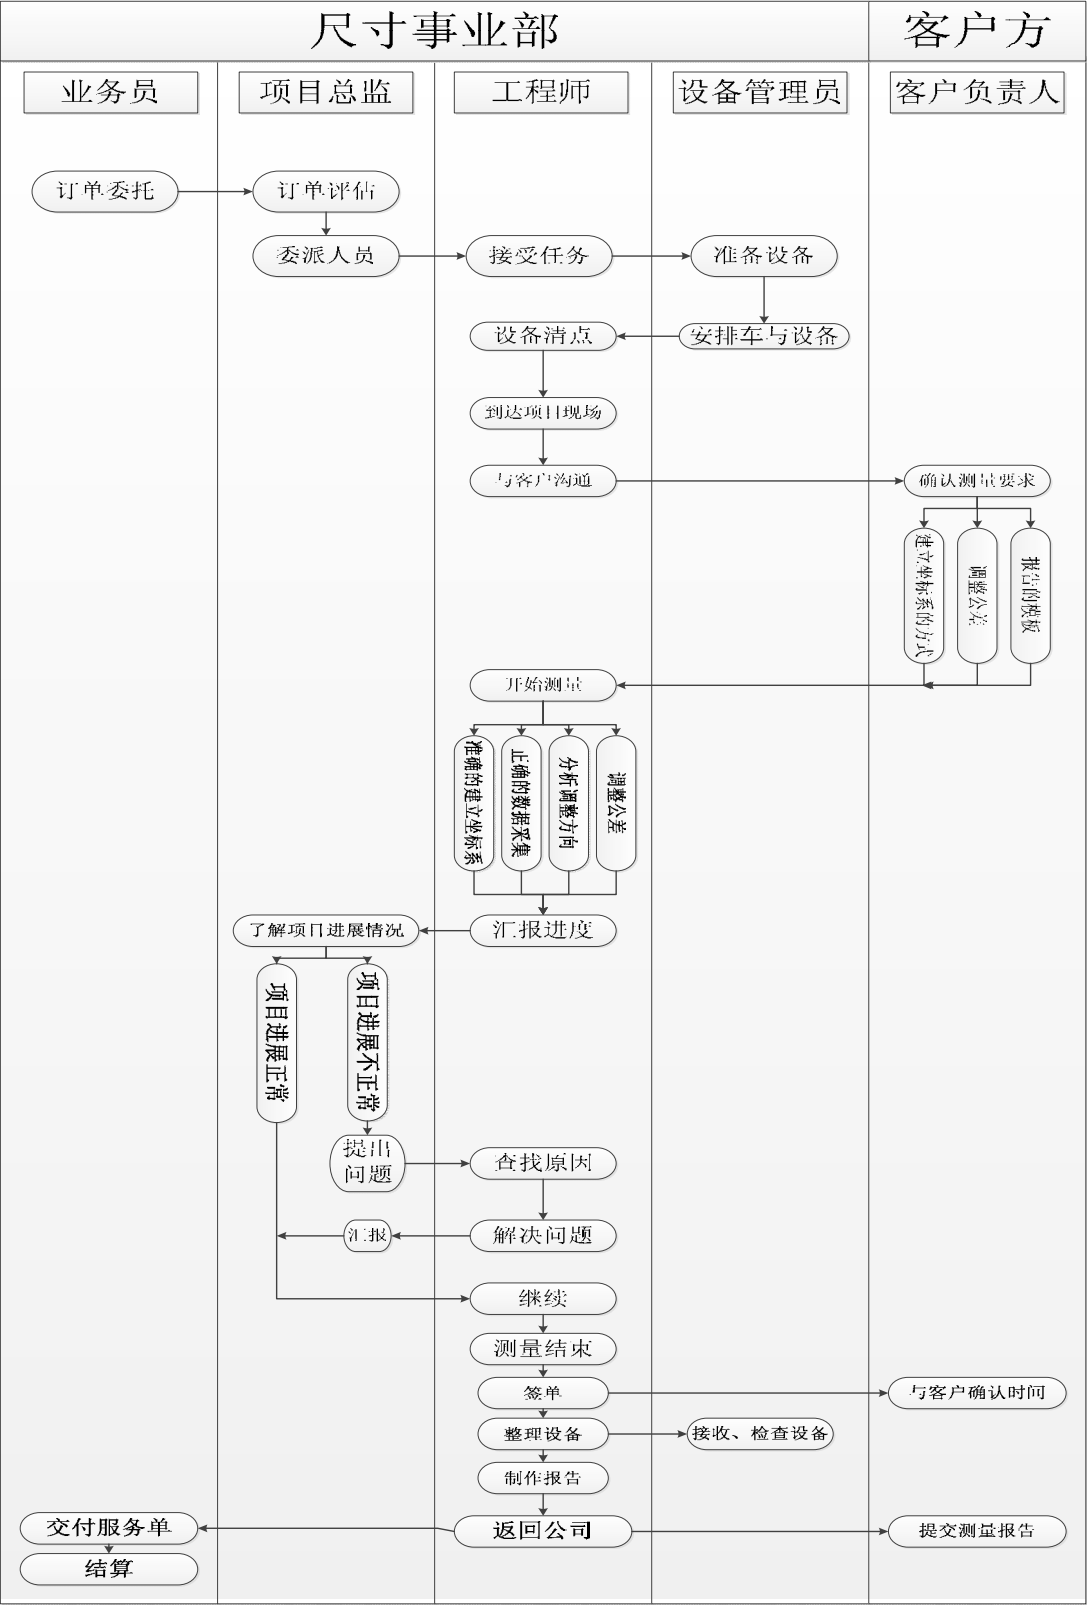 尺寸事业部
客户方
业务员
项目总监
工程师
设备管理员
客户负责人
订单委托
订单评估
委派人员
接受任务
准备设备
设备清点
安排车与设备
到达项目现场
与客户沟通
确认测量要求
建立坐标系的方式
调整公差
报告的模板
开始测量
准确的建立坐标系
正确的数据采集
分析调整方向
调整公差
了解项目进展情况
汇报进度
项目进展正常
项目进展不正常
提出
问题
查找原因
汇报
解决问题
继续
测量结束
签单
与客户确认时间
整理设备
接收、检查设备
制作报告
交付服务单
返回公司
提交测量报告
结算